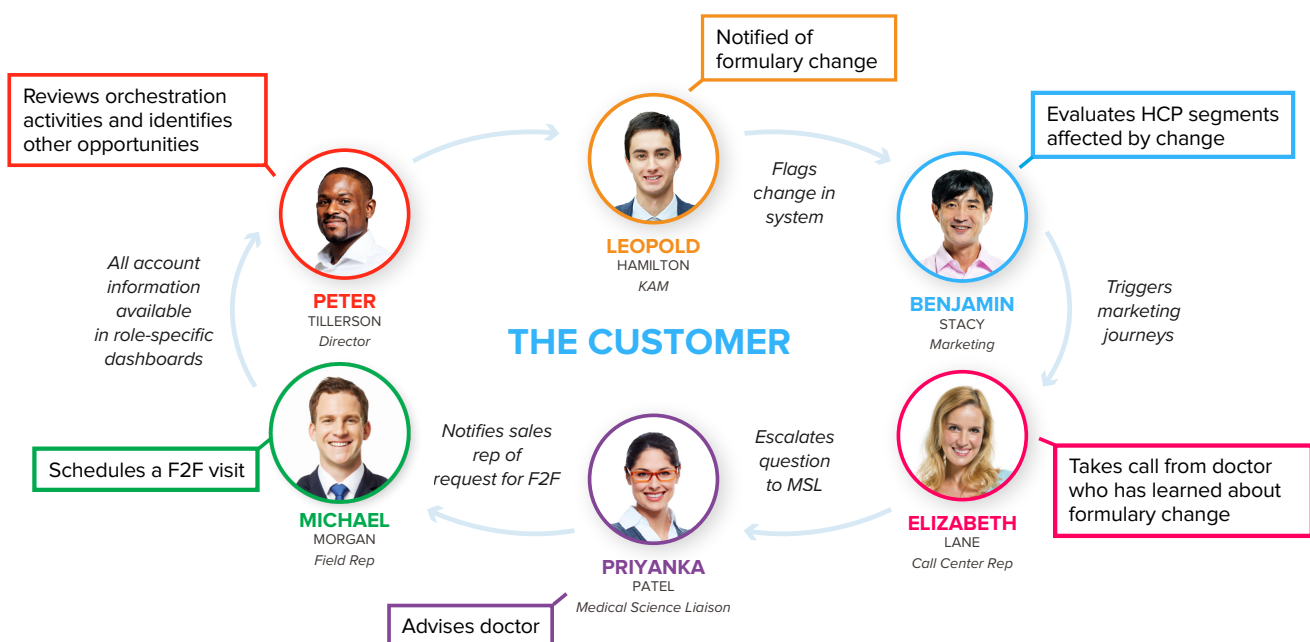 Notified of
formulary change
Reviews orchestration
activities and identifies
other opportunities
Evaluates HCP segments
affected by change
Flags
change in
system
LEOPOLD
HAMILTON
KAM
All account
information
available
in role-specific
dashboards
PETER
TILLERSON
Director
BENJAMIN
STACY
Marketing
Triggers
marketing
journeys
THE CUSTOMER
Schedules a F2F visit
Notifies sales
rep of
request for F2F
Escalates
question
to MSL
Takes call from doctor
who has learned about
formulary change
MICHAEL
MORGAN
Field Rep
ELIZABETH
LANE
Call Center Rep
PRIYANKA
PATEL
Medical Science Liaison
Advises doctor